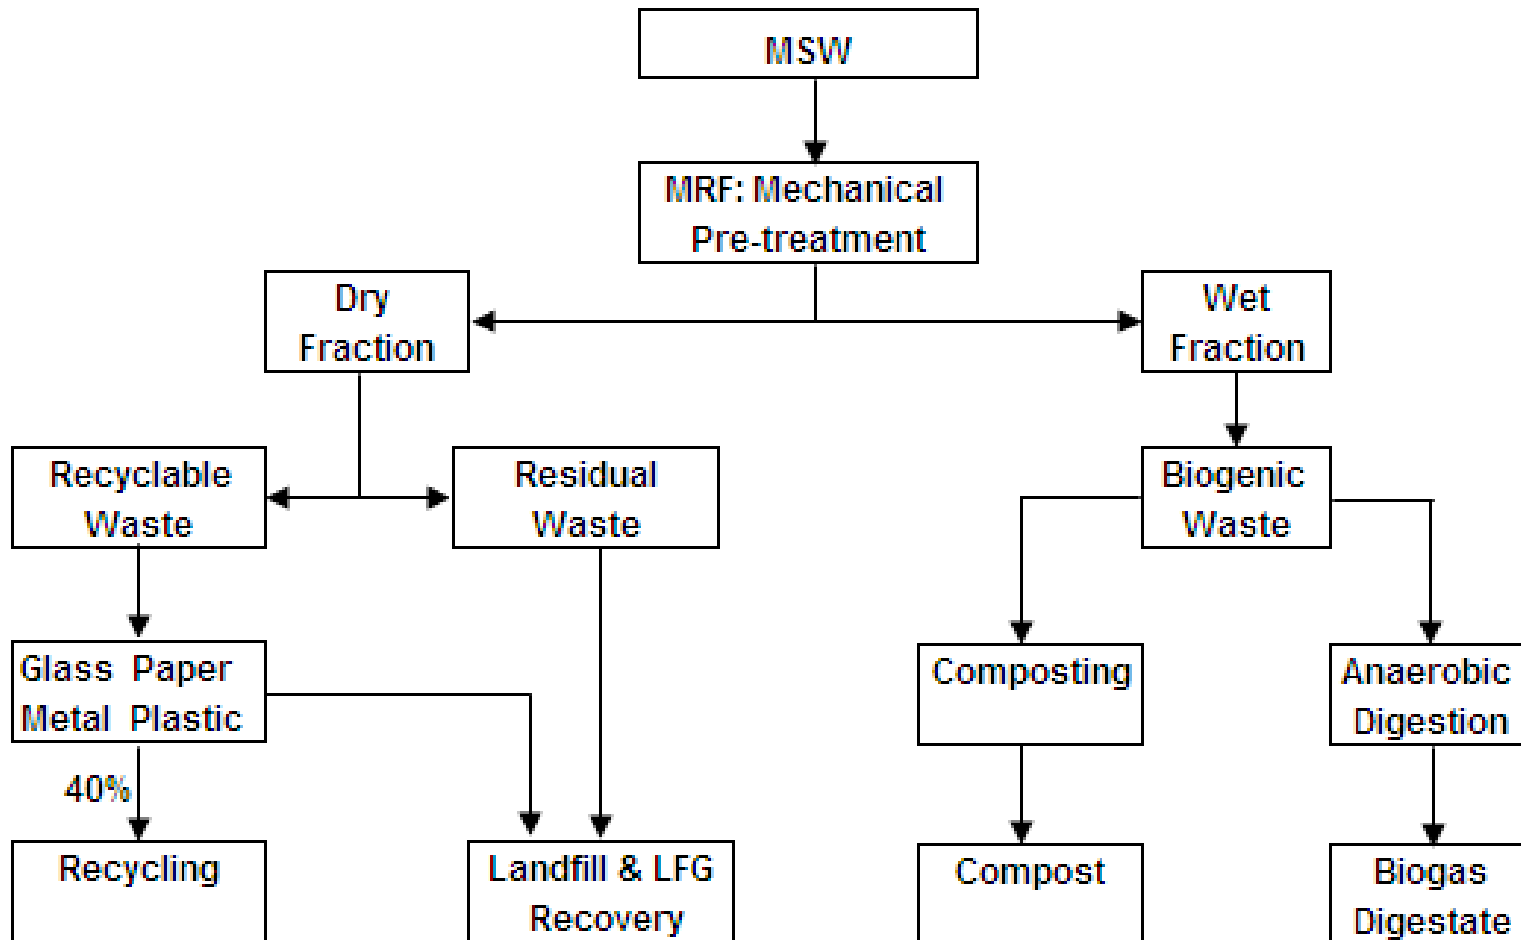 MSW
MRF: Mechanical
Pre-treatment
Dry
Fraction
Wet
Fraction
Recyclable
Waste
Residual
Waste
Biogenic
Waste
Glass Paper
Metal Plastic
Composting
Anaerobic
Digestion
40%
Recycling
Landfill & LFG
Recovery
Compost
Biogas
Digestate